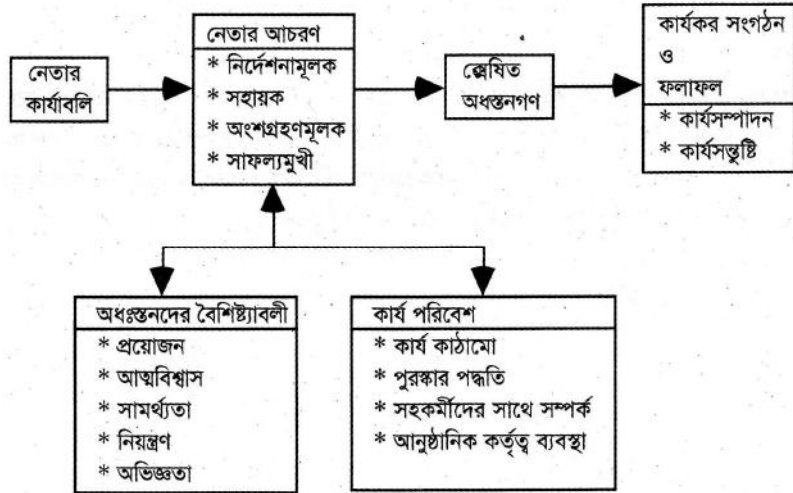 নেতার
কার্যাবলি
নেতার আচরণ
* নির্দেশনামূলক
* সহায়ক
* অংশগ্রহণমূলক
* সাফল্যমুখী
প্রেষিত
অধস্তনগণ
কার্যকর সংগঠন
ও
ফলাফল
* কার্যসম্পাদন
* কার্যসন্তুষ্টি
অধঃস্তনদের বৈশিষ্ট্যাবলী
* প্রয়োজন
* আত্মবিশ্বাস
* সামর্থ্যতা
* নিয়ন্ত্রণ
* অভিজ্ঞতা
কার্য পরিবেশ
* কার্য কাঠামো
* পুরস্কার পদ্ধতি
* সহকর্মীদের সাথে সম্পর্ক
* আনুষ্ঠানিক কর্তৃত্ব ব্যবস্থা